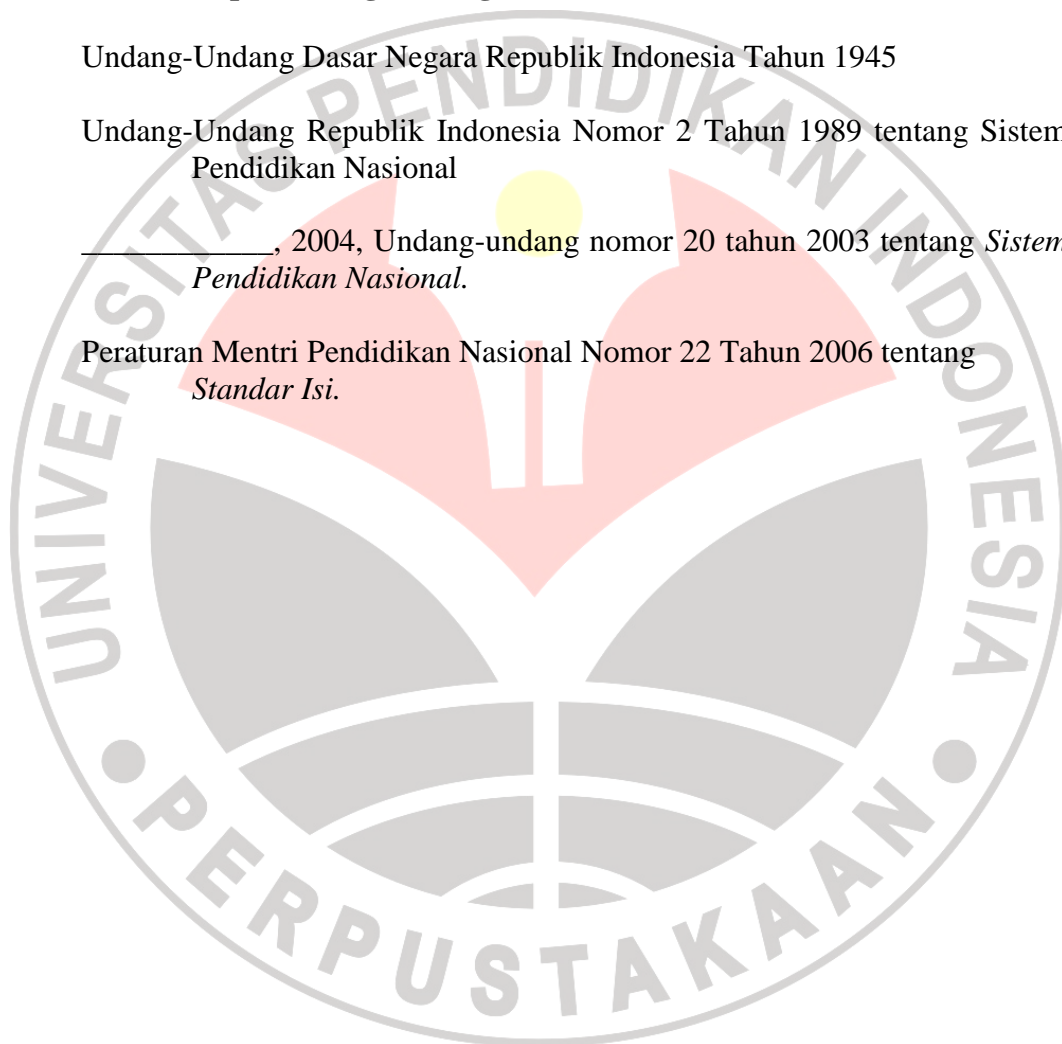 Undang-Undang Dasar Negara Republik Indonesia Tahun 1945
Undang-Undang Republik Indonesia Nomor 2 Tahun 1989 tentang Sistem
Pendidikan Nasional
____________, 2004, Undang-undang nomor 20 tahun 2003 tentang Sistem
Pendidikan Nasional.
Peraturan Mentri Pendidikan Nasional Nomor 22 Tahun 2006 tentang
Standar Isi.
UNIVERSITAS PENDIDIKAN INDONESIA
PERPUSTAKAAN